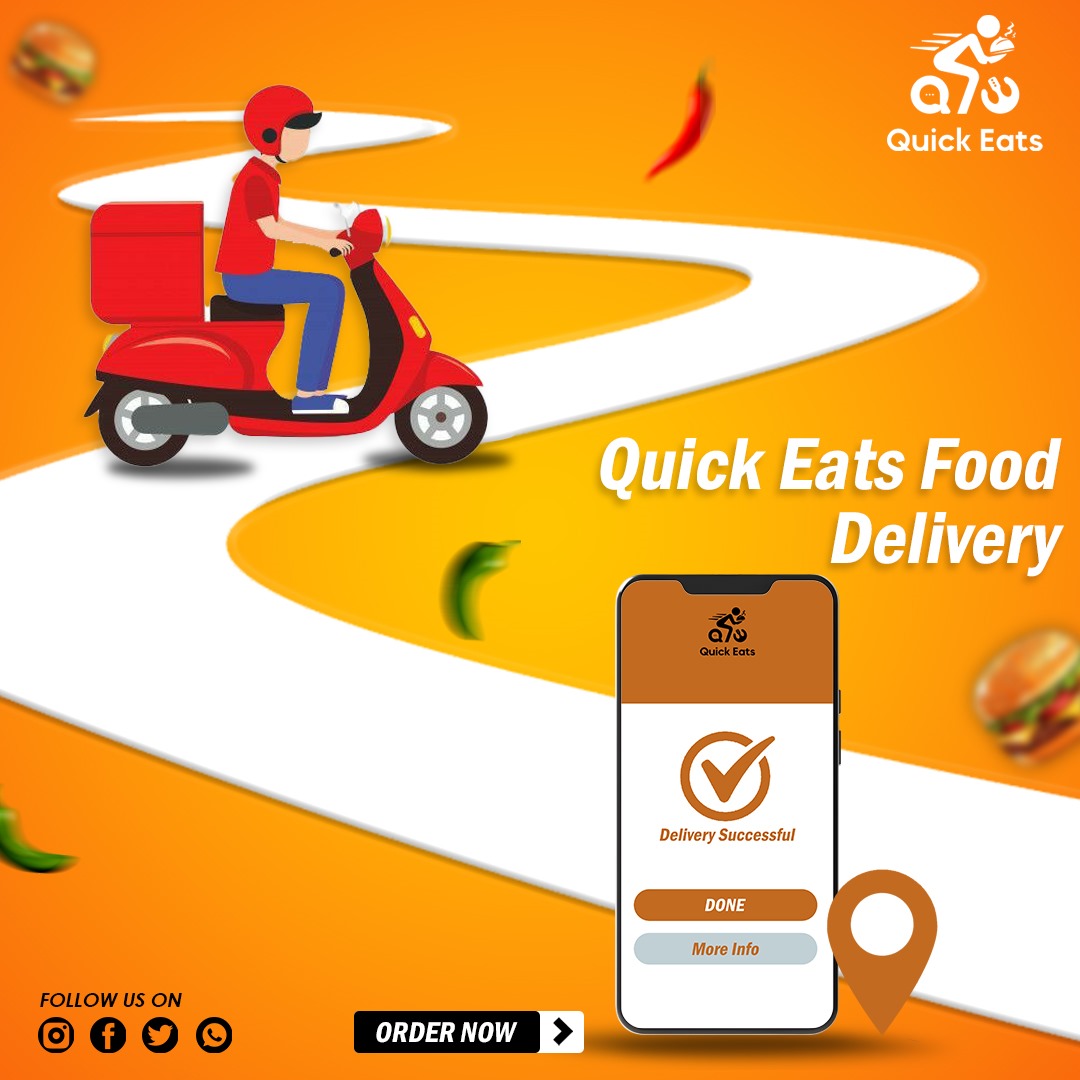 Quick Eats
Quick Eats Food
Delivery
Quick Eats
Delivery Successful
DONE
More Info
FOLLOW US ON
ORDER NOW